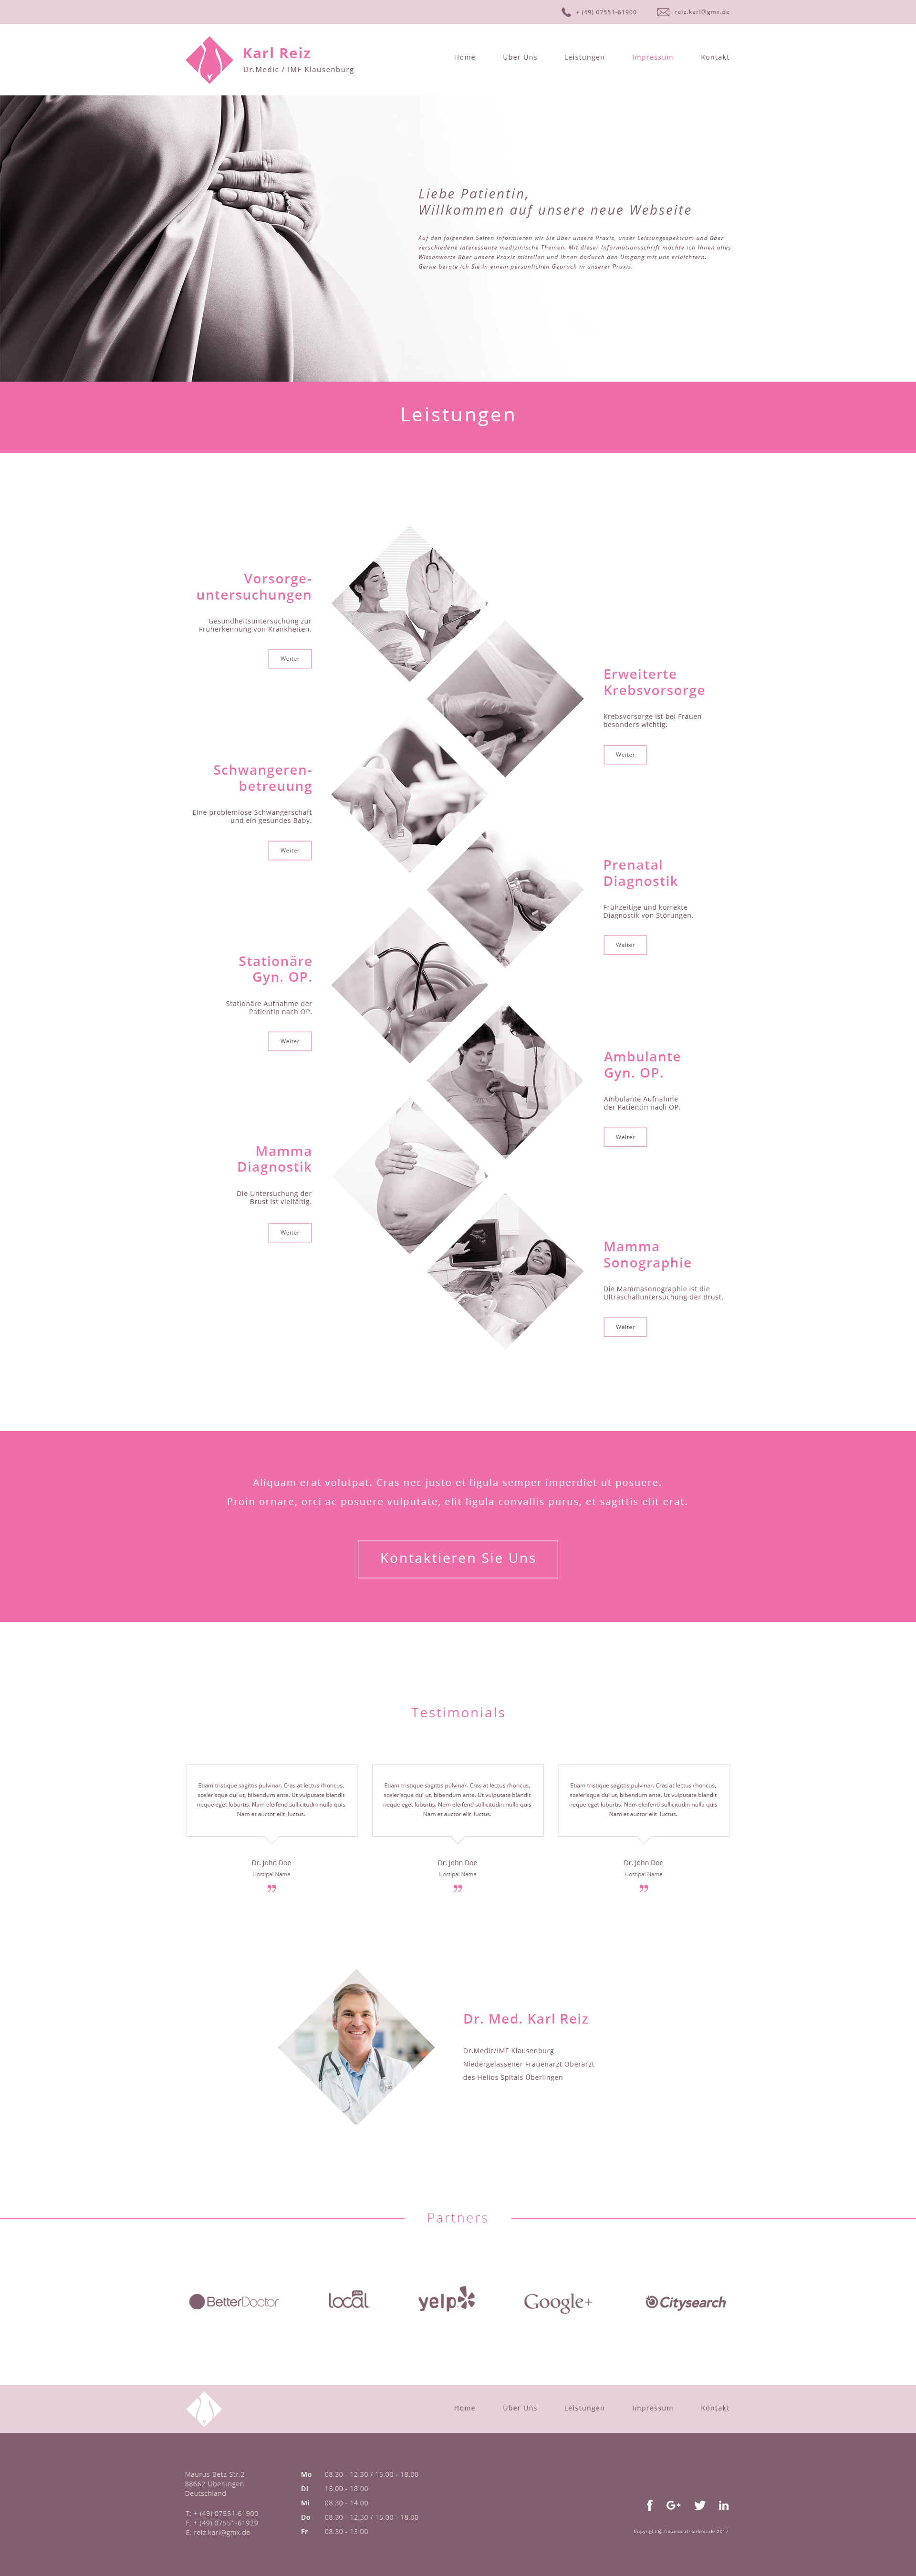 + (49) 07551-61900
reiz.karl@gmx.de
Karl Reiz
Dr.Medic / IMF Klausenburg
Home
Uber Uns
Leistungen
Impressum
Kontakt
Liebe Patientin,
Willkommen auf unsere neue Webseite
Auf den folgenden Seiten informieren wir Sie über unsere Praxis, unser Leistungsspektrum und über
verschiedene interessante medizinische Themen. Mit dieser Informationsschrift möchte ich Ihnen alles
Wissenwerte über unsere Praxis mitteilen und Ihnen dadurch den Umgang mit uns erleichtern.
Gerne berate ich Sie in einem persönlichen Gepräch in unserer Praxis.
Leistungen
Vorsorge-
untersuchungen
Gesundheitsuntersuchung zur
Früherkennung von Krankheiten.
Weiter
Erweiterte
Krebsvorsorge
Krebsvorsorge ist bei Frauen
besonders wichtig.
Weiter
Schwangeren-
betreuung
Eine problemlose Schwangerschaft
und ein gesundes Baby.
Weiter
Prenatal
Diagnostik
Frühzeitige und korrekte
Diagnostik von Störungen.
Weiter
Stationäre
Gyn. OP.
Stationäre Aufnahme der
Patientin nach OP.
Weiter
Ambulante
Gyn. OP.
Ambulante Aufnahme
der Patientin nach OP.
Weiter
Mamma
Diagnostik
Die Untersuchung der
Brust ist vielfältig.
Weiter
Mamma
Sonographie
Die Mammasonographie ist die
Ultraschalluntersuchung der Brust.
Weiter
Aliquam erat volutpat. Cras nec justo et ligula semper imperdiet ut posuere.
Proin ornare, orci ac posuere vulputate, elit ligula convallis purus, et sagittis elit erat.
Kontaktieren Sie Uns
Testimonials
Etiam tristique sagittis pulvinar. Cras at lectus rhoncus,
scelerisque dui ut, bibendum ante. Ut vulputate blandit
neque eget lobortis. Nam eleifend sollicitudin nulla quis
Nam et auctor elit luctus.
Dr. John Doe
Hostipal Name
Etiam tristique sagittis pulvinar. Cras at lectus rhoncus,
scelerisque dui ut, bibendum ante. Ut vulputate blandit
neque eget lobortis. Nam eleifend sollicitudin nulla quis
Nam et auctor elit luctus.
Dr. John Doe
Hostipal Name
Etiam tristique sagittis pulvinar. Cras at lectus rhoncus,
scelerisque dui ut, bibendum ante. Ut vulputate blandit
neque eget lobortis. Nam eleifend sollicitudin nulla quis
Nam et auctor elit luctus.
Dr. John Doe
Hostipal Name
Dr. Med. Karl Reiz
Dr.Medic/IMF Klausenburg
Niedergelassener Frauenarzt Oberarzt
des Helios Spitals Überlingen
Partners
BetterDoctor
local
yelp
Google+
Citysearch
Home
Uber Uns
Leistungen
Impressum
Kontakt
Maurus-Betz-Str.2
88662 Überlingen
Deutschland
T: + (49) 07551-61900
F: + (49) 07551-61929
E: reiz.karl@gmx.de
Mo 08.30 - 12.30 / 15.00 - 18.00
Di 15.00 - 18.00
Mi 08.30 - 14.00
Do 08.30 - 12.30 / 15.00 - 18.00
Fr 08.30 - 13.00
f G+ in
Copyright @ frauenarzt-karlreiz.de 2017